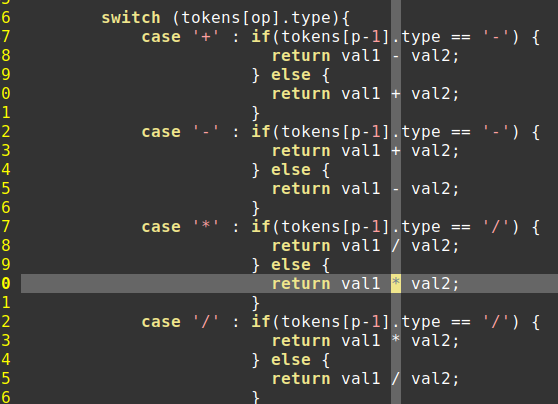 6 switch (tokens[op].type){
7 case '+' : if(tokens[p-1].type == '-') {
8 return val1 - val2;
9 } else {
0 return val1 + val2;
1 }
2 case '-' : if(tokens[p-1].type == '-') {
3 return val1 + val2;
4 } else {
5 return val1 - val2;
6 }
7 case '*' : if(tokens[p-1].type == '/') {
8 return val1 / val2;
9 } else {
0 return val1 * val2;
1 }
2 case '/' : if(tokens[p-1].type == '/') {
3 return val1 * val2;
4 } else {
5 return val1 / val2;
6 }